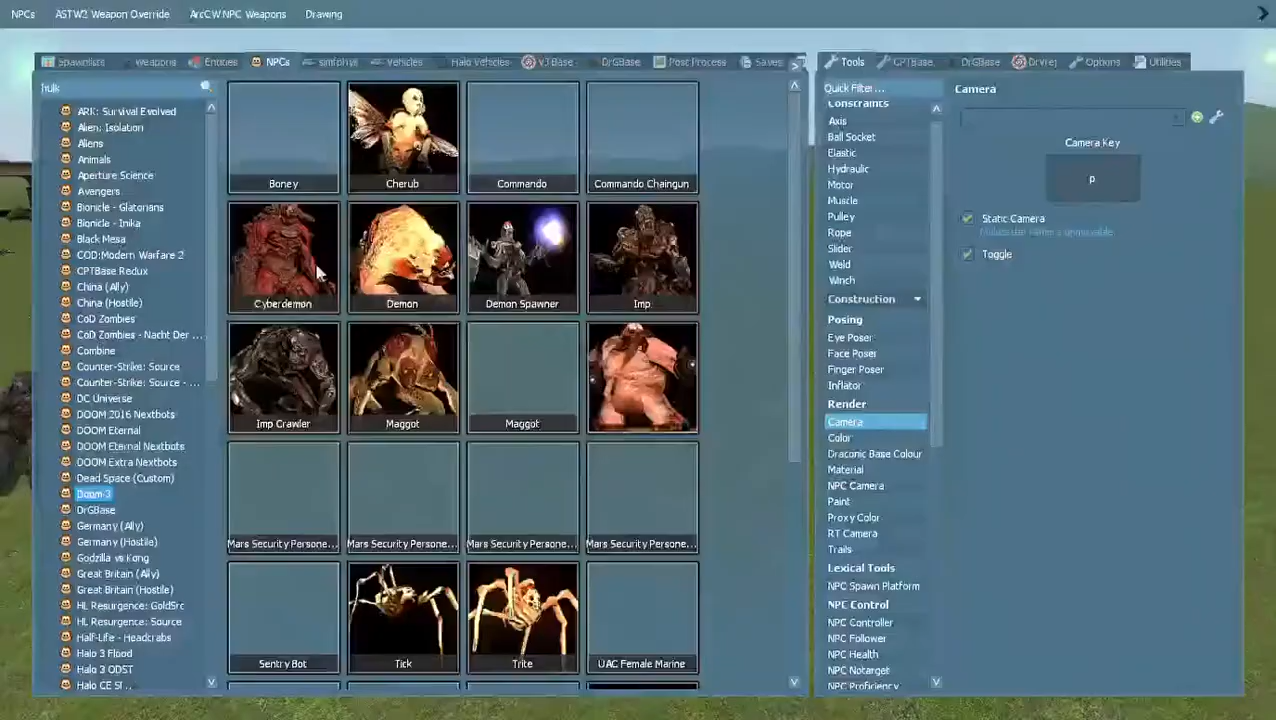 NPCs ASTW2 Weapon Override ArcCW NPC Weapons Drawing
Spawnlists Weapons Entities NPCs simfphys Vehicles Halo Vehicles VJ Base DrGBase Post Process Saves
hulk
ARK: Survival Evolved
Alien: Isolation
Aliens
Animals
Aperture Science
Avengers
Bionicle - Glatorians
Bionicle - Inika
Black Mesa
COD:Modern Warfare 2
CPTBase Redux
China (Ally)
China (Hostile)
CoD Zombies
CoD Zombies - Nacht Der ...
Combine
Counter-Strike: Source
Counter-Strike: Source - ...
DC Universe
DOOM 2016 Nextbots
DOOM Eternal
DOOM Eternal Nextbots
DOOM Extra Nextbots
Dead Space (Custom)
Doom 3
DrGBase
Germany (Ally)
Germany (Hostile)
Godzilla vs Kong
Great Britain (Ally)
Great Britain (Hostile)
HL Resurgence: GoldSrc
HL Resurgence: Source
Half-Life - Headcrabs
Halo 3 Flood
Halo 3 ODST
Halo CE SI ...
Boney Cherub Commando Commando Chaingun
Cyberdemon Demon Demon Spawner Imp
Imp Crawler Maggot Maggot
Mars Security Persone... Mars Security Persone... Mars Security Persone... Mars Security Persone...
Sentry Bot Tick Trite UAC Female Marine
Tools CPTBase DrGBase Drvrej Options Utilities
Quick Filter...
Constraints
Axis
Ball Socket
Elastic
Hydraulic
Motor
Muscle
Pulley
Rope
Slider
Weld
Winch
Construction
Posing
Eye Poser
Face Poser
Finger Poser
Inflator
Render
Camera
Color
Draconic Base Colour
Material
NPC Camera
Paint
Proxy Color
RT Camera
Trails
Lexical Tools
NPC Spawn Platform
NPC Control
NPC Controller
NPC Follower
NPC Health
NPC Notarget
NPC Proficiency
Camera
Camera Key
p
Static Camera
Toggle